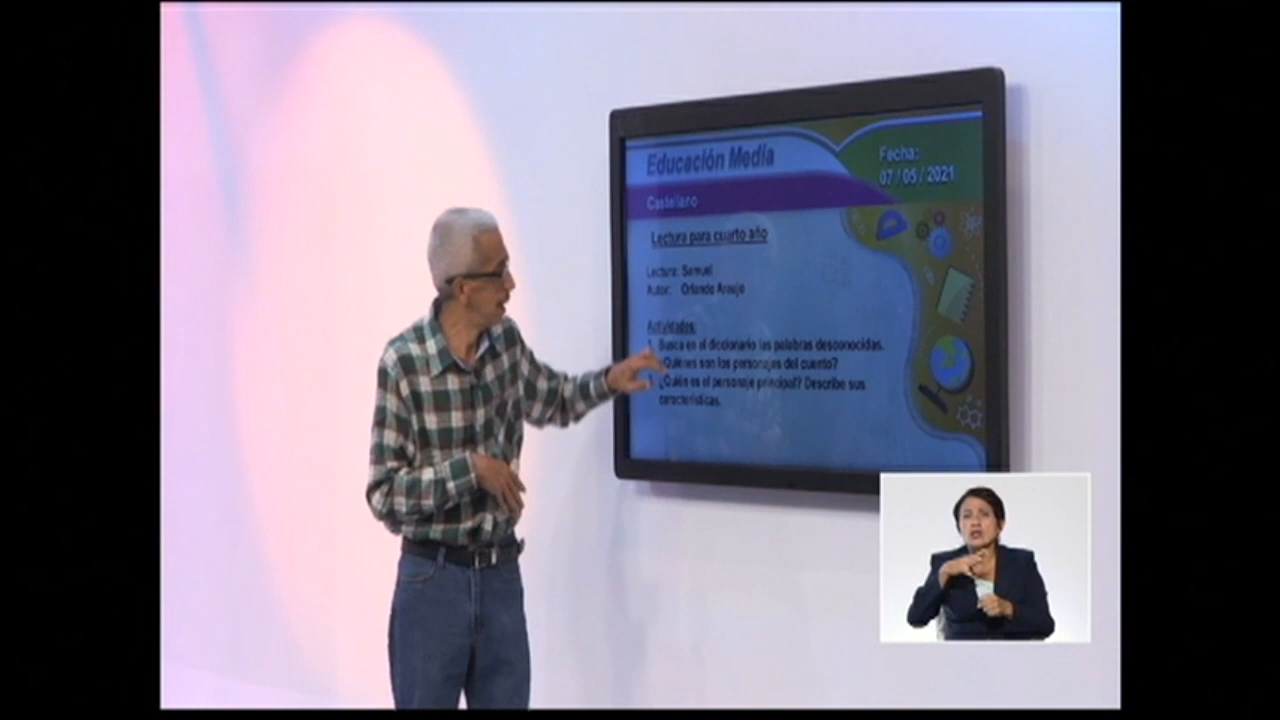 Educación Media
Fecha:
07 / 05 / 2021
Castellano
Lectura para cuarto año
Lectura: Samuel
Autor: Orlando Araujo
Actividades:
1. Busca en el diccionario las palabras desconocidas.
¿Quiénes son los personajes del cuento?
¿Quién es el personaje principal? Describe sus
características.